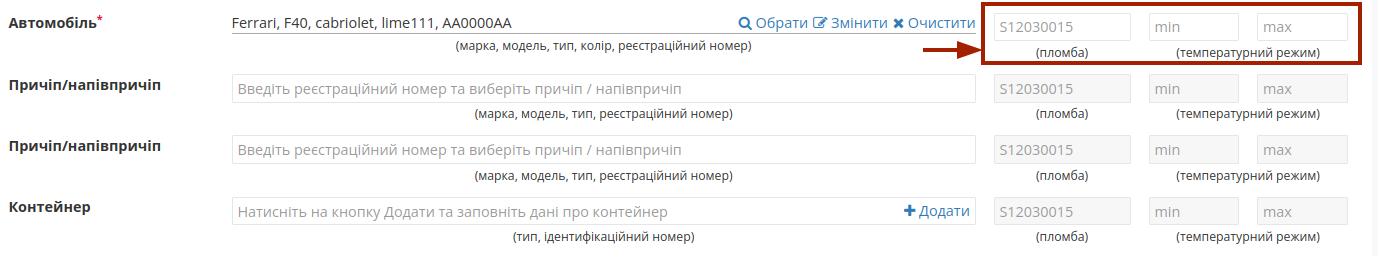 Автомобіль* Ferrari, F40, cabriolet, lime111, AA0000AA Обрати Змінити Очистити S12030015 min max
(марка, модель, тип, колір, реєстраційний номер) (пломба) (температурний режим)
Причіп/напівпричіп Введіть реєстраційний номер та виберіть причіп / напівпричіп S12030015 min max
(марка, модель, тип, реєстраційний номер) (пломба) (температурний режим)
Причіп/напівпричіп Введіть реєстраційний номер та виберіть причіп / напівпричіп S12030015 min max
(марка, модель, тип, реєстраційний номер) (пломба) (температурний режим)
Контейнер Натисніть на кнопку Додати та заповніть дані про контейнер Додати S12030015 min max
(тип, ідентифікаційний номер) (пломба) (температурний режим)